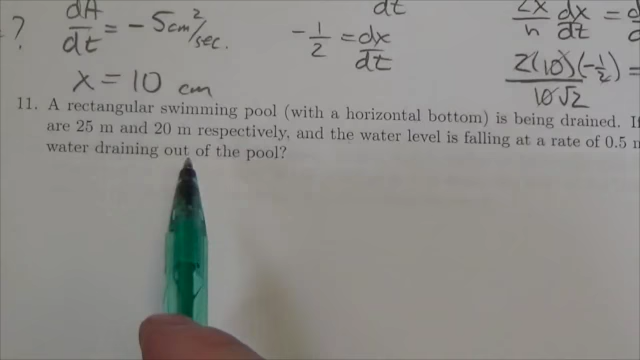 dt
? dA/dt = -5cm²/sec.
-1/2 = dx/dt
2x/h dx/dt =
2(10)(-1/2)/10√2 =
x = 10 cm
11. A rectangular swimming pool (with a horizontal bottom) is being drained. If
are 25 m and 20 m respectively, and the water level is falling at a rate of 0.5
water draining out of the pool?